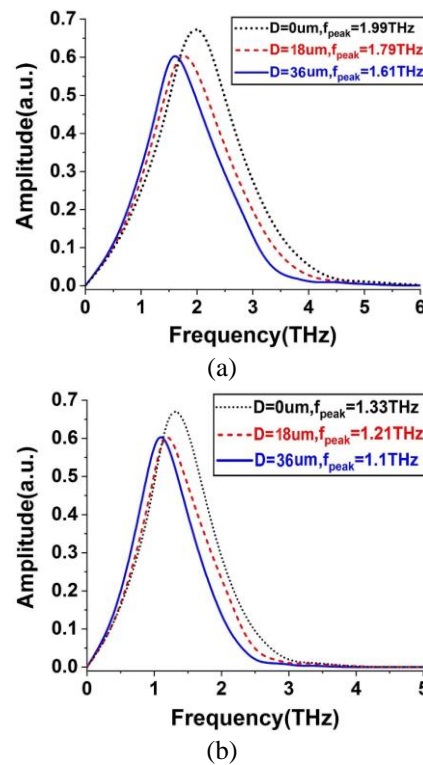 D=0um,fpeak=1.99THz
D=18um,fpeak=1.79THz
D=36um,fpeak=1.61THz
Amplitude(a.u.)
0.7
0.6
0.5
0.4
0.3
0.2
0.1
0.0
0 1 2 3 4 5 6
Frequency(THz)
(a)
D=0um,fpeak=1.33THz
D=18um,fpeak=1.21THz
D=36um,fpeak=1.1THz
Amplitude(a.u.)
0.7
0.6
0.5
0.4
0.3
0.2
0.1
0.0
0 1 2 3 4 5
Frequency(THz)
(b)